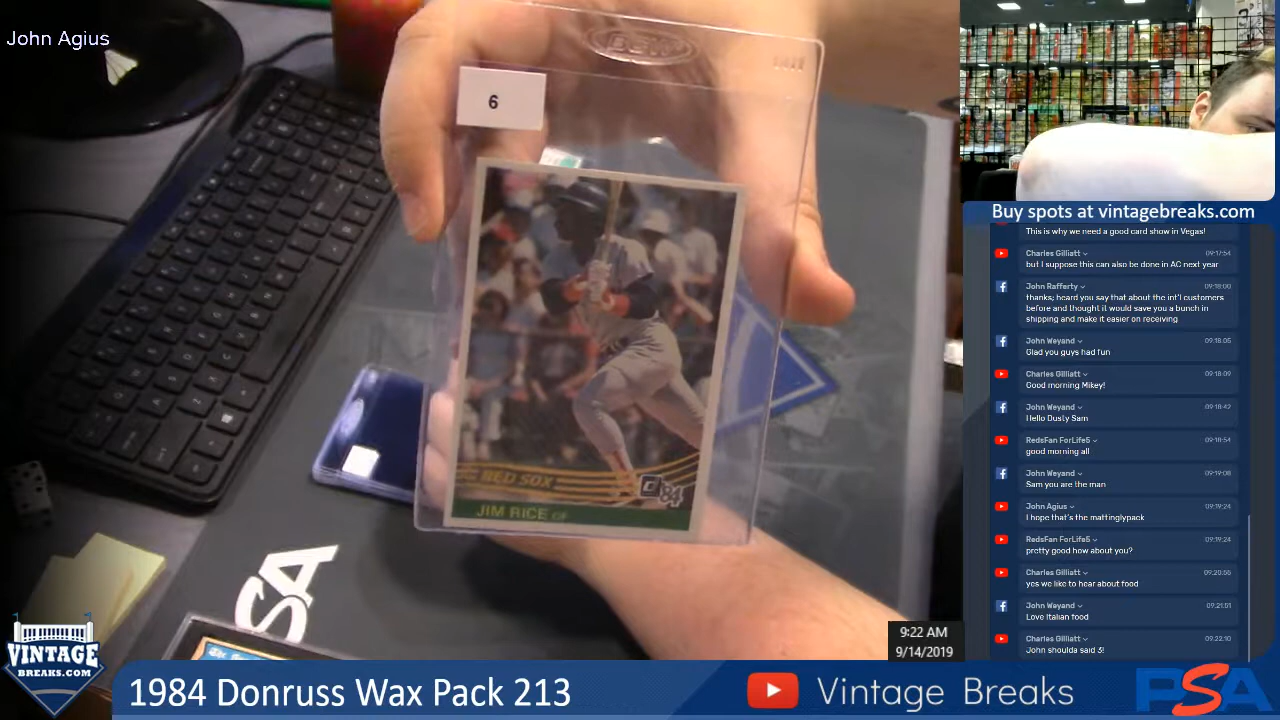 John Agius
6
RED SOX
'84
JIM RICE OF
SA
Buy spots at vintagebreaks.com
This is why we need a good card show in Vegas!
Charles Gilliatt 09:17:54
but I suppose this can also be done in AC next year
John Rafferty 09:18:00
thanks; heard you say that about the int'l customers
before and thought it would save you a bunch in
shipping and make it easier on receiving
John Weyand 09:18:05
Glad you guys had fun
Charles Gilliatt 09:18:09
Good morning Mikey!
John Weyand 09:18:42
Hello Dusty Sam
RedsFan ForLife5 09:18:54
good morning all
John Weyand 09:19:08
Sam you are the man
John Agius 09:19:24
I hope that's the mattinglypack
RedsFan ForLife5 09:19:24
pretty good how about you?
Charles Gilliatt 09:20:55
yes we like to hear about food
John Weyand 09:21:01
Love Italian food
Charles Gilliatt 09:22:10
John shoulda said 3!
9:22 AM
9/14/2019
VINTAGE
BREAKS.COM
1984 Donruss Wax Pack 213
Vintage Breaks
PSA